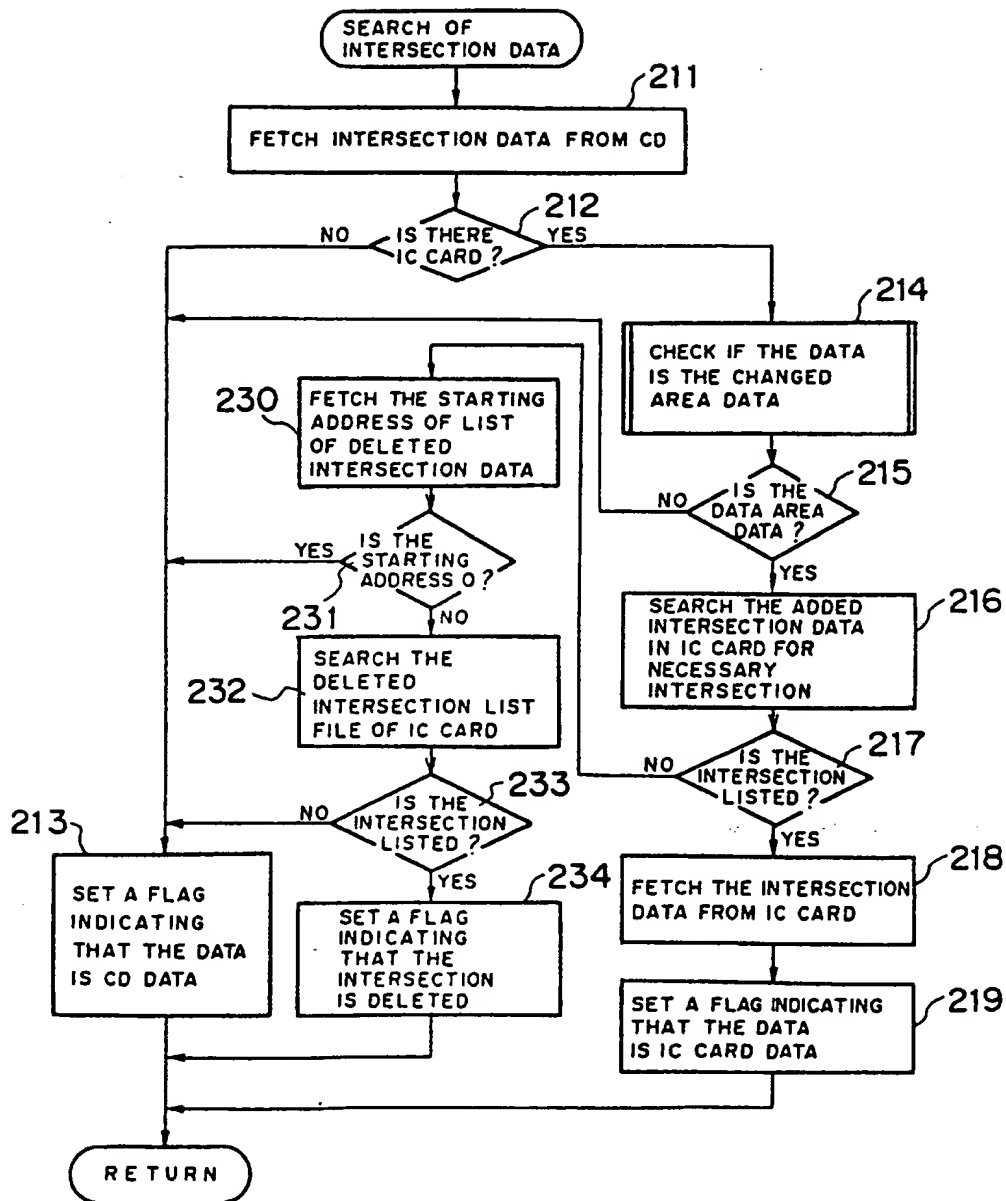 SEARCH OF
INTERSECTION DATA
211
FETCH INTERSECTION DATA FROM CD
212
IS THERE
IC CARD?
NO
YES
214
CHECK IF THE DATA
IS THE CHANGED
AREA DATA
215
IS THE
DATA AREA
DATA?
NO
YES
216
SEARCH THE ADDED
INTERSECTION DATA
IN IC CARD FOR
NECESSARY
INTERSECTION
217
IS THE
INTERSECTION
LISTED?
NO
YES
218
FETCH THE INTERSECTION
DATA FROM IC CARD
219
SET A FLAG INDICATING
THAT THE DATA
IS IC CARD DATA
230
FETCH THE STARTING
ADDRESS OF LIST
OF DELETED
INTERSECTION DATA
231
IS THE
STARTING
ADDRESS O?
YES
NO
232
SEARCH THE
DELETED
INTERSECTION LIST
FILE OF IC CARD
233
IS THE
INTERSECTION
LISTED?
NO
YES
234
SET A FLAG
INDICATING
THAT THE
INTERSECTION
IS DELETED
213
SET A FLAG
INDICATING
THAT THE DATA
IS CD DATA
RETURN